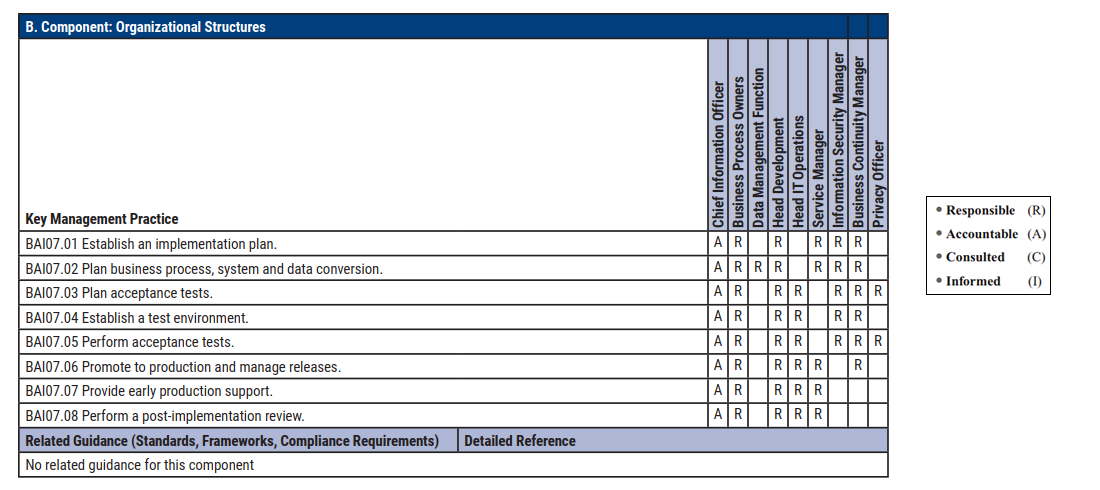 B. Component: Organizational Structures
Key Management Practice
Chief Information Officer
Business Process Owners
Data Management Function
Head Development
Head IT Operations
Service Manager
Information Security Manager
Business Continuity Manager
Privacy Officer
BAI07.01 Establish an implementation plan. A R R R R R
BAI07.02 Plan business process, system and data conversion. A R R R R R R
BAI07.03 Plan acceptance tests. A R R R R R R
BAI07.04 Establish a test environment. A R R R R R
BAI07.05 Perform acceptance tests. A R R R R R R
BAI07.06 Promote to production and manage releases. A R R R R R
BAI07.07 Provide early production support. A R R R R
BAI07.08 Perform a post-implementation review. A R R R R
Related Guidance (Standards, Frameworks, Compliance Requirements) Detailed Reference
No related guidance for this component
• Responsible (R)
• Accountable (A)
• Consulted (C)
• Informed (I)